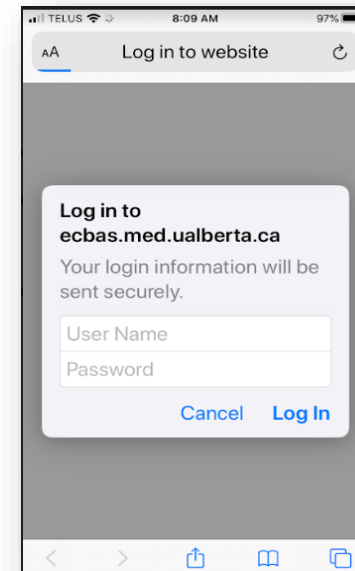 TELUS 8:09 AM 97%
AA Log in to website
Log in to
ecbas.med.ualberta.ca
Your login information will be
sent securely.
User Name
Password
Cancel Log In